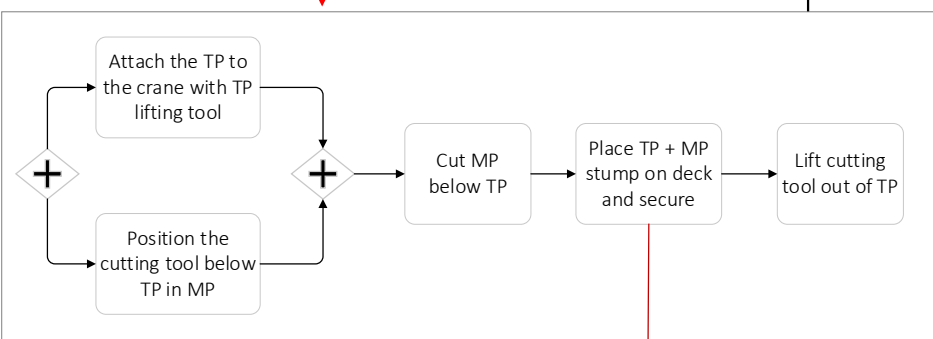 Attach the TP to
the crane with TP
lifting tool
Position the
cutting tool below
TP in MP
Cut MP
below TP
Place TP + MP
stump on deck
and secure
Lift cutting
tool out of TP